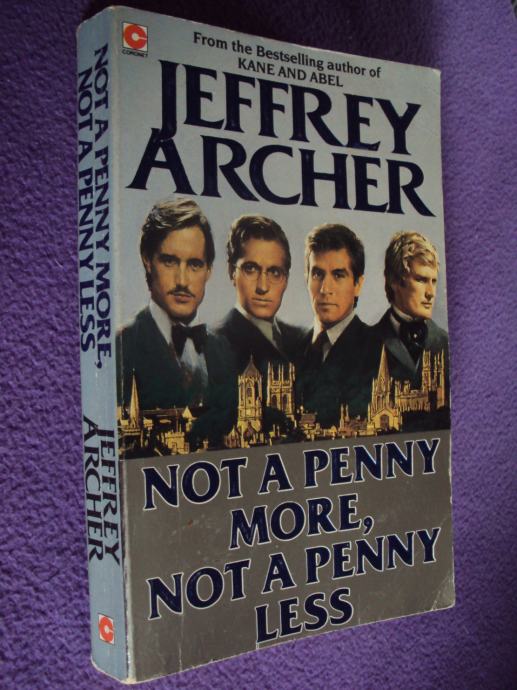 CORONET
From the Bestselling author of
KANE AND ABEL
JEFFREY
ARCHER
NOT A PENNY
MORE,
NOT A PENNY
LESS
NOT A PENNY MORE,
NOT A PENNY LESS
JEFFREY
ARCHER